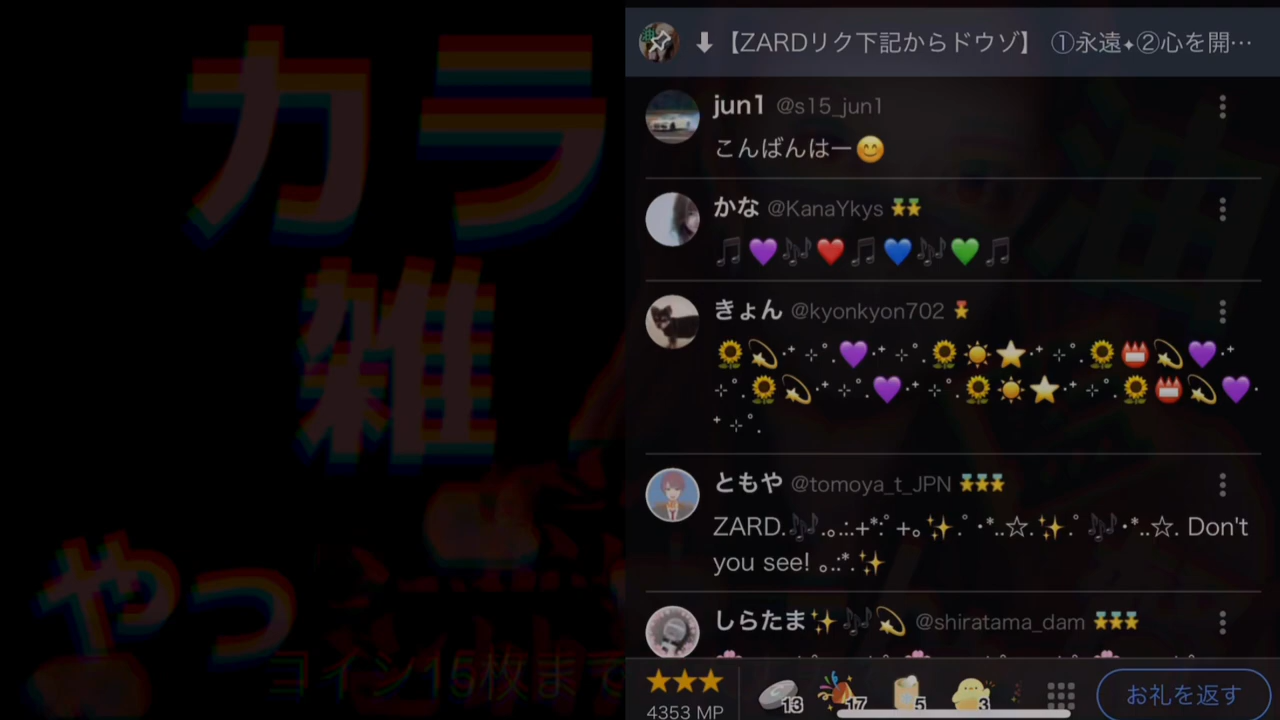 カラ
雑
やっ
コイン15枚まで
⬇【ZARDリク下記からドウゾ】 ①永遠✦②心を開…
jun1 @s15_jun1
こんばんはー😊
かな @KanaYkys
🎵💜🎶❤️🎵💙🎶💚🎵
きょん @kyonkyon702
🌻💫‧⁺ ⊹˚.💜‧⁺ ⊹˚.🌻☀️⭐‧⁺ ⊹˚.🌻📛💫💜‧⁺
⊹˚.🌻💫‧⁺ ⊹˚.💜‧⁺ ⊹˚.🌻☀️⭐‧⁺ ⊹˚.🌻📛💫💜‧
⁺ ⊹˚.
ともや @tomoya_t_JPN
ZARD.🎶.｡.:.+*:ﾟ+｡✨.ﾟ･*..☆.✨.ﾟ 🎶･*..☆. Don't
you see! ｡.:*.✨
しらたま✨🎶💫 @shiratama_dam
4353 MP
13
17
5
3
お礼を返す